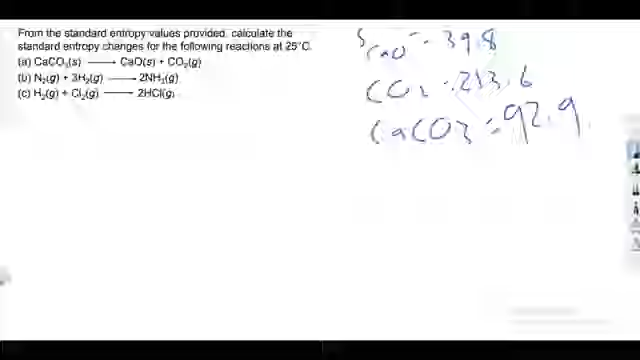 From the standard entropy values provided, calculate the
standard entropy changes for the following reactions at 25°C.
(a) CaCO₃(s) ⟶ CaO(s) + CO₂(g)
(b) N₂(g) + 3H₂(g) ⟶ 2NH₃(g)
(c) H₂(g) + Cl₂(g) ⟶ 2HCl(g)
S CaO = 39.8
CO₂ = 213.6
CaCO₃ = 92.9